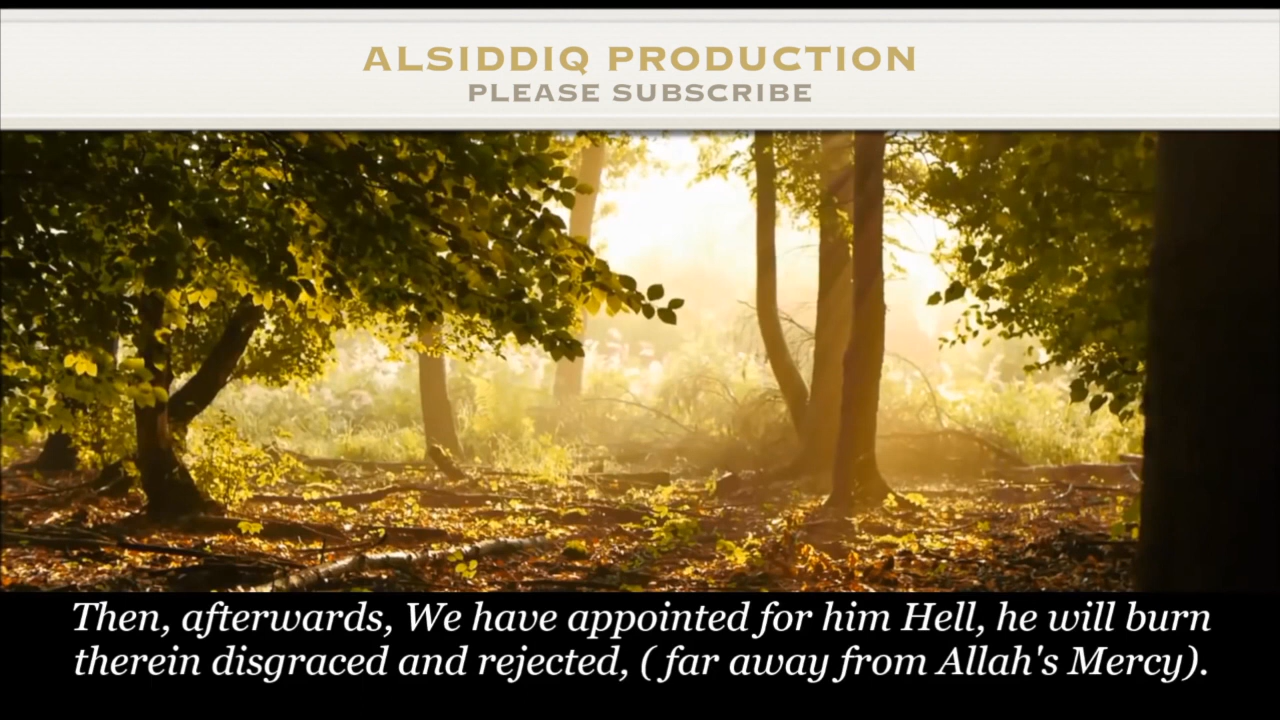 ALSIDDIQ PRODUCTION
PLEASE SUBSCRIBE
Then, afterwards, We have appointed for him Hell, he will burn
therein disgraced and rejected, ( far away from Allah's Mercy).